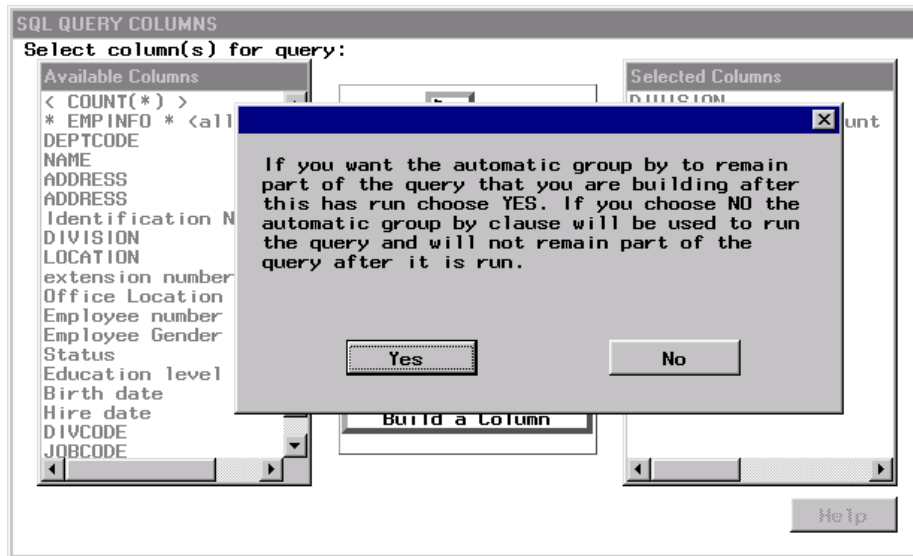 SQL QUERY COLUMNS
Select column(s) for query:
Available Columns
< COUNT(*) >
* EMPINFO * <all
DEPTCODE
NAME
ADDRESS
ADDRESS
Identification N
DIVISION
LOCATION
extension number
Office Location
Employee number
Employee Gender
Status
Education level
Birth date
Hire date
DIVCODE
JOBCODE
Selected Columns
DIVISION
unt
If you want the automatic group by to remain
part of the query that you are building after
this has run choose YES. If you choose NO the
automatic group by clause will be used to run
the query and will not remain part of the
query after it is run.
Yes
No
Build a Column
Help